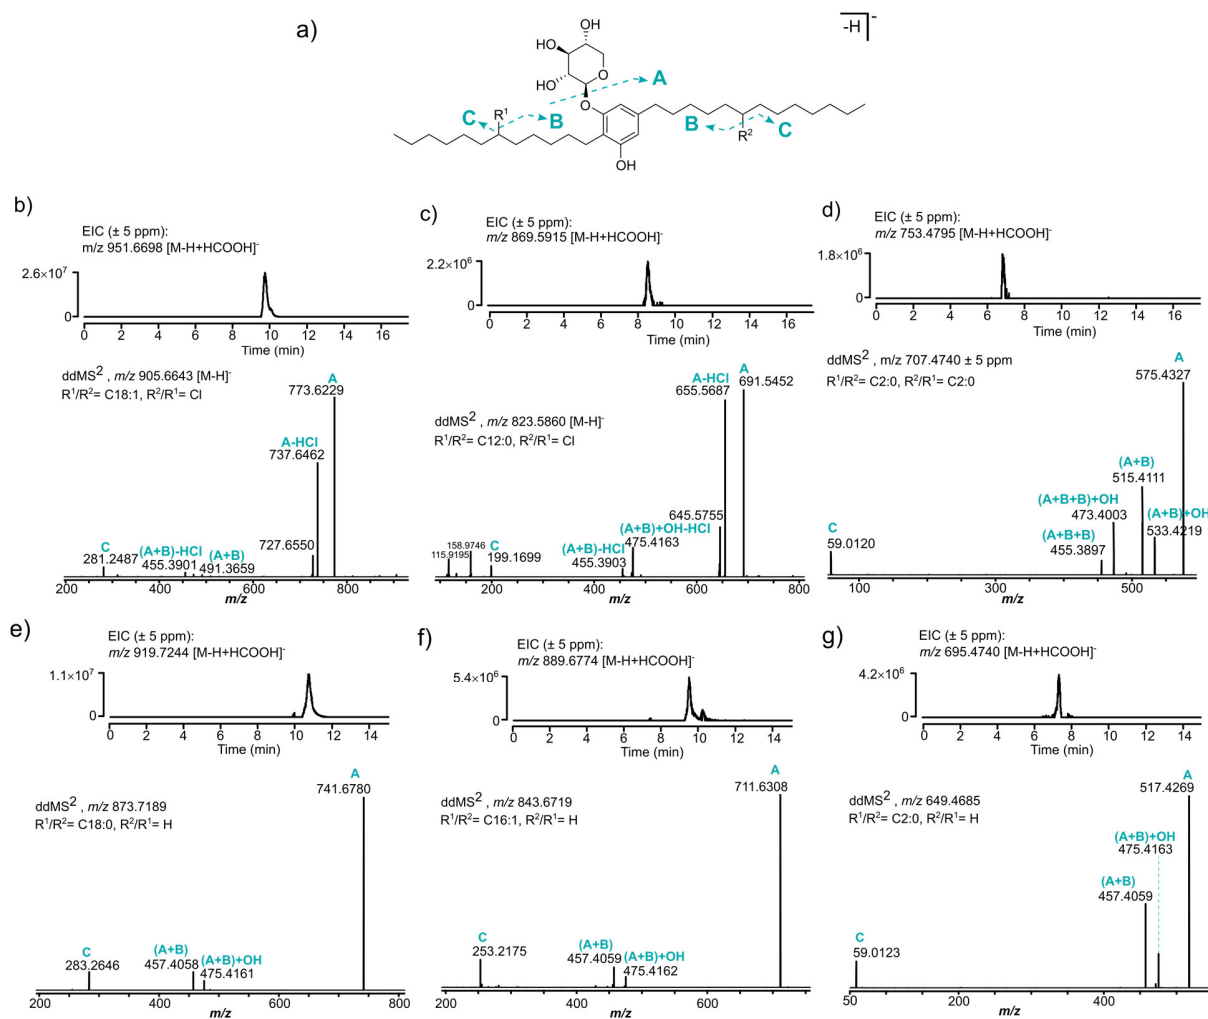 a)
-H
-
OH
HO
HO
OH
O
O
A
R¹
C
B
B
C
R²
OH
b)
EIC (± 5 ppm):
m/z 951.6698 [M-H+HCOOH]-
2.6×10⁷
0
0 2 4 6 8 10 12 14 16
Time (min)
ddMS², m/z 905.6643 [M-H]-
R¹/R²= C18:1, R²/R¹= Cl
A
773.6229
A-HCl
737.6462
727.6550
C
281.2487
(A+B)-HCl
455.3901
(A+B)
491.3659
200 400 600 800
m/z
c)
EIC (± 5 ppm):
m/z 869.5915 [M-H+HCOOH]-
2.2×10⁶
0
0 2 4 6 8 10 12 14 16
Time (min)
ddMS², m/z 823.5860 [M-H]-
R¹/R²= C12:0, R²/R¹= Cl
A-HCl
655.5687
A
691.5452
645.5755
(A+B)+OH-HCl
475.4163
(A+B)-HCl
455.3903
158.9746
115.9195
C
199.1699
200 400 600 800
m/z
d)
EIC (± 5 ppm):
m/z 753.4795 [M-H+HCOOH]-
1.8×10⁶
0
0 2 4 6 8 10 12 14 16
Time (min)
ddMS², m/z 707.4740 ± 5 ppm
R¹/R²= C2:0, R²/R¹= C2:0
A
575.4327
(A+B)
515.4111
(A+B+B)+OH
473.4003
(A+B)+OH
533.4219
(A+B+B)
455.3897
C
59.0120
100 300 500
m/z
e)
EIC (± 5 ppm):
m/z 919.7244 [M-H+HCOOH]-
1.1×10⁷
0
0 2 4 6 8 10 12 14
Time (min)
A
741.6780
ddMS², m/z 873.7189
R¹/R²= C18:0, R²/R¹= H
C
283.2646
(A+B)
457.4058
(A+B)+OH
475.4161
200 400 600 800
m/z
f)
EIC (± 5 ppm):
m/z 889.6774 [M-H+HCOOH]-
5.4×10⁶
0
0 2 4 6 8 10 12 14
Time (min)
A
711.6308
ddMS², m/z 843.6719
R¹/R²= C16:1, R²/R¹= H
C
253.2175
(A+B)
457.4059
(A+B)+OH
475.4162
200 400 600
m/z
g)
EIC (± 5 ppm):
m/z 695.4740 [M-H+HCOOH]-
4.2×10⁶
0
0 2 4 6 8 10 12 14
Time (min)
A
517.4269
ddMS², m/z 649.4685
R¹/R²= C2:0, R²/R¹= H
(A+B)+OH
475.4163
(A+B)
457.4059
C
59.0123
50 200 400
m/z